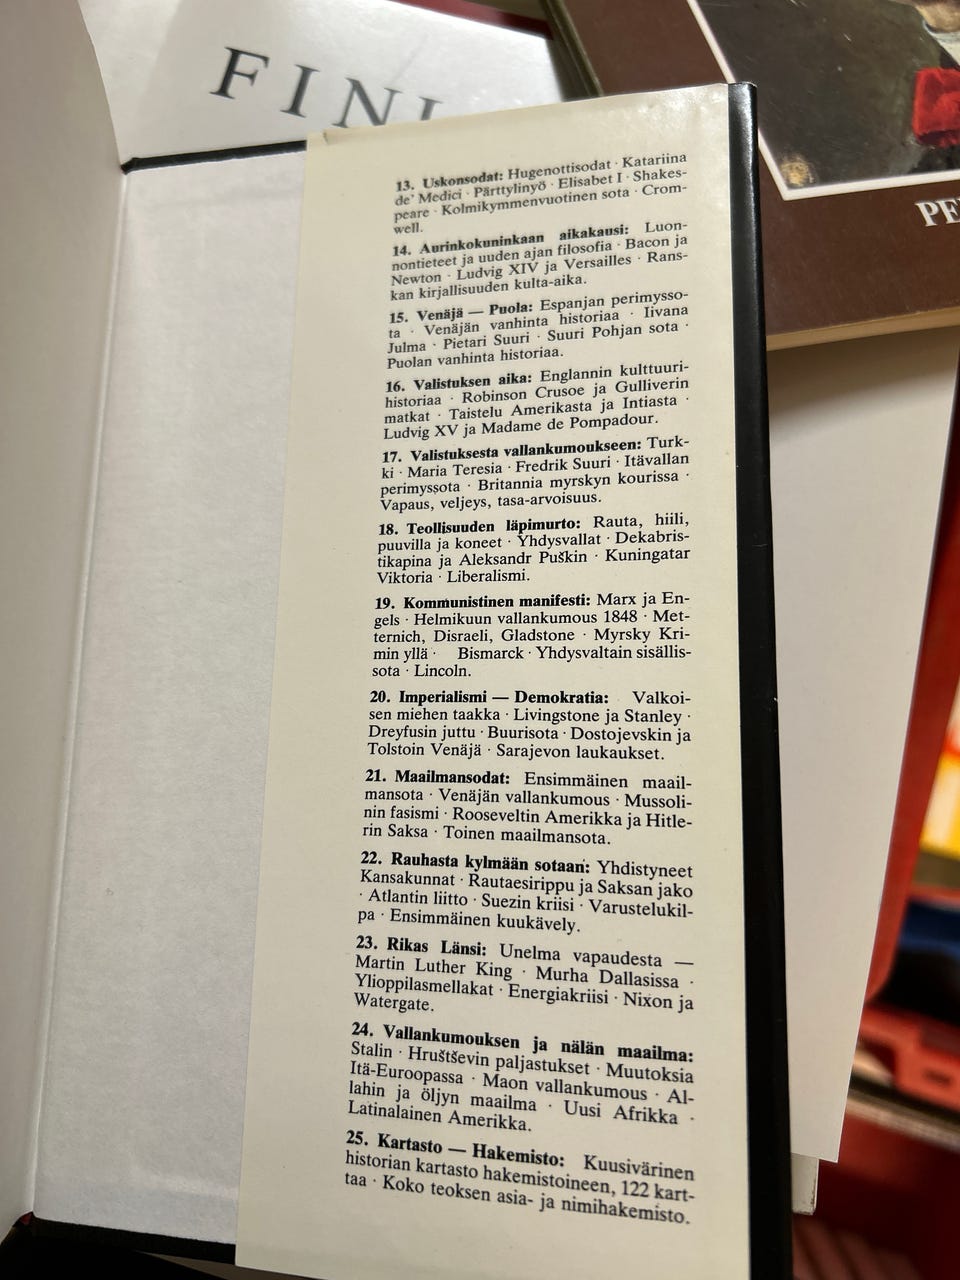 FINI
PE
13. Uskonsodat: Hugenottisodat · Katariina
de' Medici · Pärttylinyö · Elisabet I · Shakes-
peare · Kolmikymmenvuotinen sota · Crom-
well.
14. Aurinkokuninkaan aikakausi: Luon-
nontieteet ja uuden ajan filosofia · Bacon ja
Newton · Ludvig XIV ja Versailles · Rans-
kan kirjallisuuden kulta-aika.
15. Venäjä — Puola: Espanjan perimysso-
ta · Venäjän vanhinta historiaa · Iivana
Julma · Pietari Suuri · Suuri Pohjan sota ·
Puolan vanhinta historiaa.
16. Valistuksen aika: Englannin kulttuuri-
historiaa · Robinson Crusoe ja Gulliverin
matkat · Taistelu Amerikasta ja Intiasta ·
Ludvig XV ja Madame de Pompadour.
17. Valistuksesta vallankumoukseen: Turk-
ki · Maria Teresia · Fredrik Suuri · Itävallan
perimyssota · Britannia myrskyn kourissa ·
Vapaus, veljeys, tasa-arvoisuus.
18. Teollisuuden läpimurto: Rauta, hiili,
puuvilla ja koneet · Yhdysvallat · Dekabris-
tikapina ja Aleksandr Puškin · Kuningatar
Viktoria · Liberalismi.
19. Kommunistinen manifesti: Marx ja En-
gels · Helmikuun vallankumous 1848 · Met-
ternich, Disraeli, Gladstone · Myrsky Kri-
min yllä · Bismarck · Yhdysvaltain sisällis-
sota · Lincoln.
20. Imperialismi — Demokratia: Valkoi-
sen miehen taakka · Livingstone ja Stanley ·
Dreyfusin juttu · Buurisota · Dostojevskin ja
Tolstoin Venäjä · Sarajevon laukaukset.
21. Maailmansodat: Ensimmäinen maail-
mansota · Venäjän vallankumous · Mussoli-
nin fasismi · Rooseveltin Amerikka ja Hitle-
rin Saksa · Toinen maailmansota.
22. Rauhasta kylmään sotaan: Yhdistyneet
Kansakunnat · Rautaesirippu ja Saksan jako
· Atlantin liitto · Suezin kriisi · Varustelukil-
pa · Ensimmäinen kuukävely.
23. Rikas Länsi: Unelma vapaudesta —
Martin Luther King · Murha Dallasissa ·
Ylioppilasmellakat · Energiakriisi · Nixon ja
Watergate.
24. Vallankumouksen ja nälän maailma:
Stalin · Hruštševin paljastukset · Muutoksia
Itä-Euroopassa · Maon vallankumous · Al-
lahin ja öljyn maailma · Uusi Afrikka ·
Latinalainen Amerikka.
25. Kartasto — Hakemisto: Kuusivärinen
historian kartasto hakemistoineen, 122 kart-
taa · Koko teoksen asia- ja nimihakemisto.